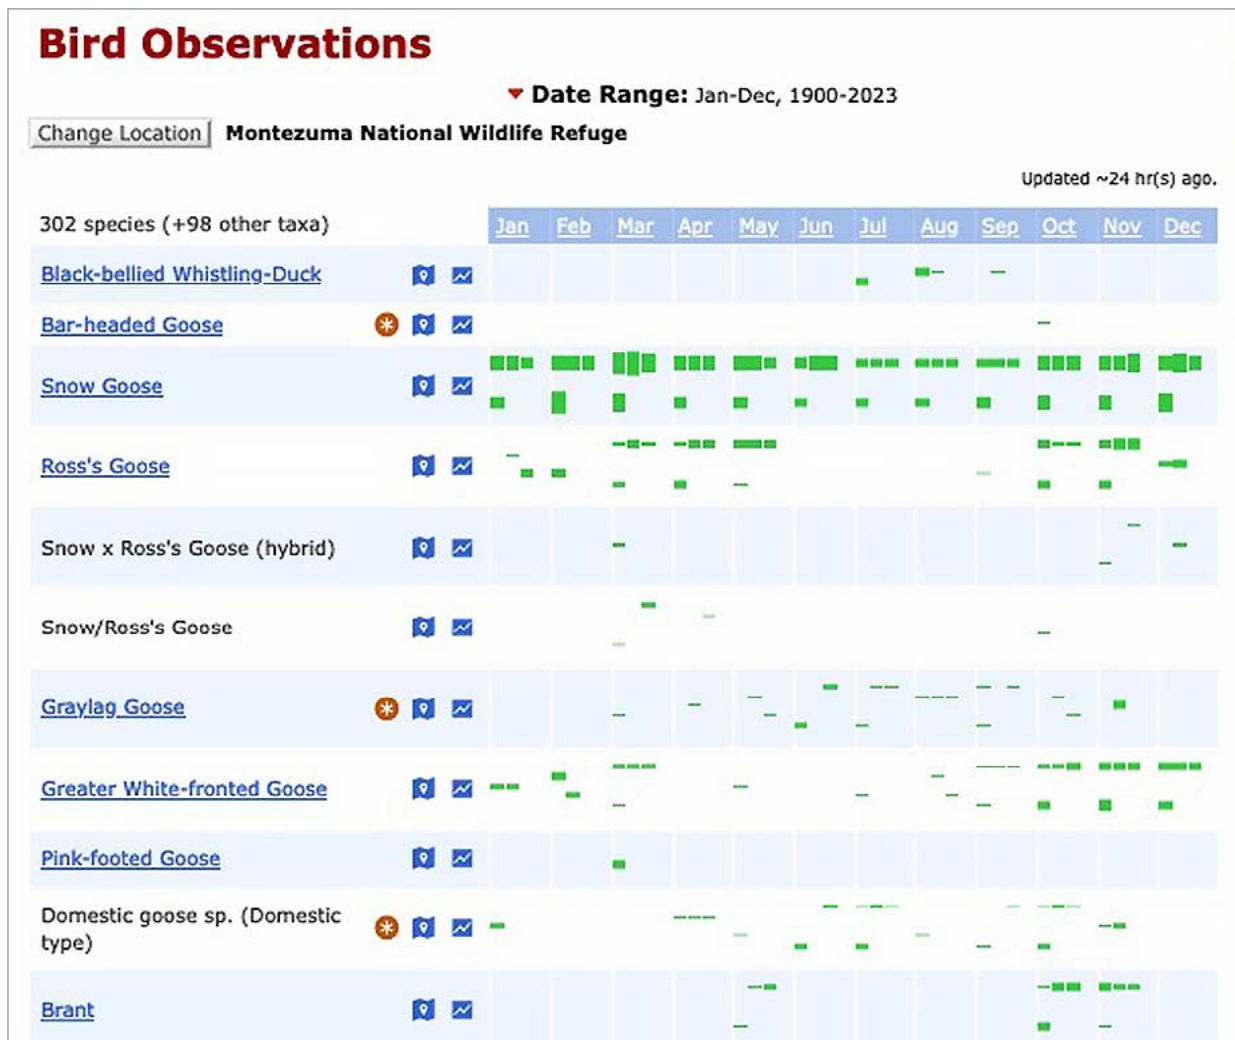 Bird Observations
Date Range: Jan-Dec, 1900-2023
Change Location Montezuma National Wildlife Refuge
Updated ~24 hr(s) ago.
302 species (+98 other taxa) Jan Feb Mar Apr May Jun Jul Aug Sep Oct Nov Dec
Black-bellied Whistling-Duck
Bar-headed Goose
Snow Goose
Ross's Goose
Snow x Ross's Goose (hybrid)
Snow/Ross's Goose
Graylag Goose
Greater White-fronted Goose
Pink-footed Goose
Domestic goose sp. (Domestic
type)
Brant